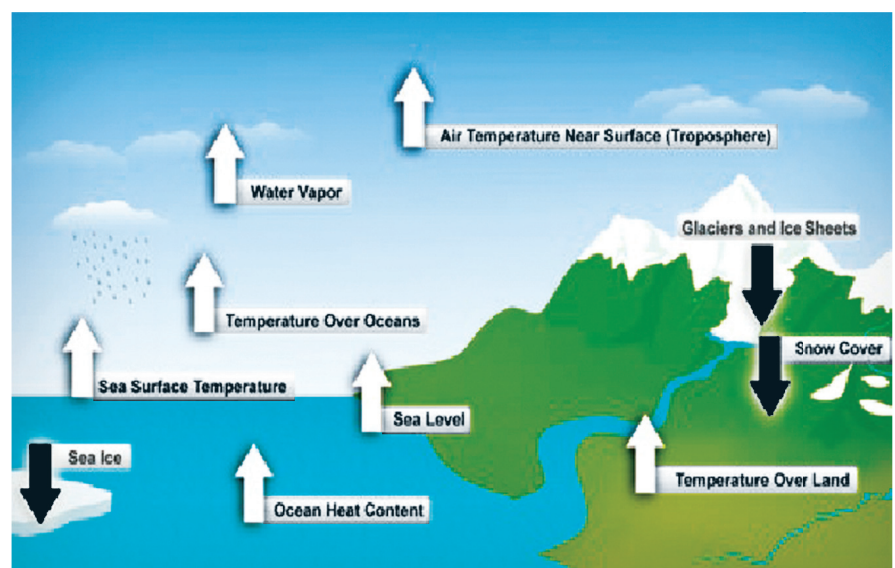 Air Temperature Near Surface (Troposphere)
Water Vapor
Glaciers and Ice Sheets
Temperature Over Oceans
Snow Cover
Sea Surface Temperature
Sea Level
Sea Ice
Temperature Over Land
Ocean Heat Content